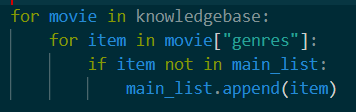 for movie in knowledgebase:
    for item in movie["genres"]:
        if item not in main_list:
            main_list.append(item)